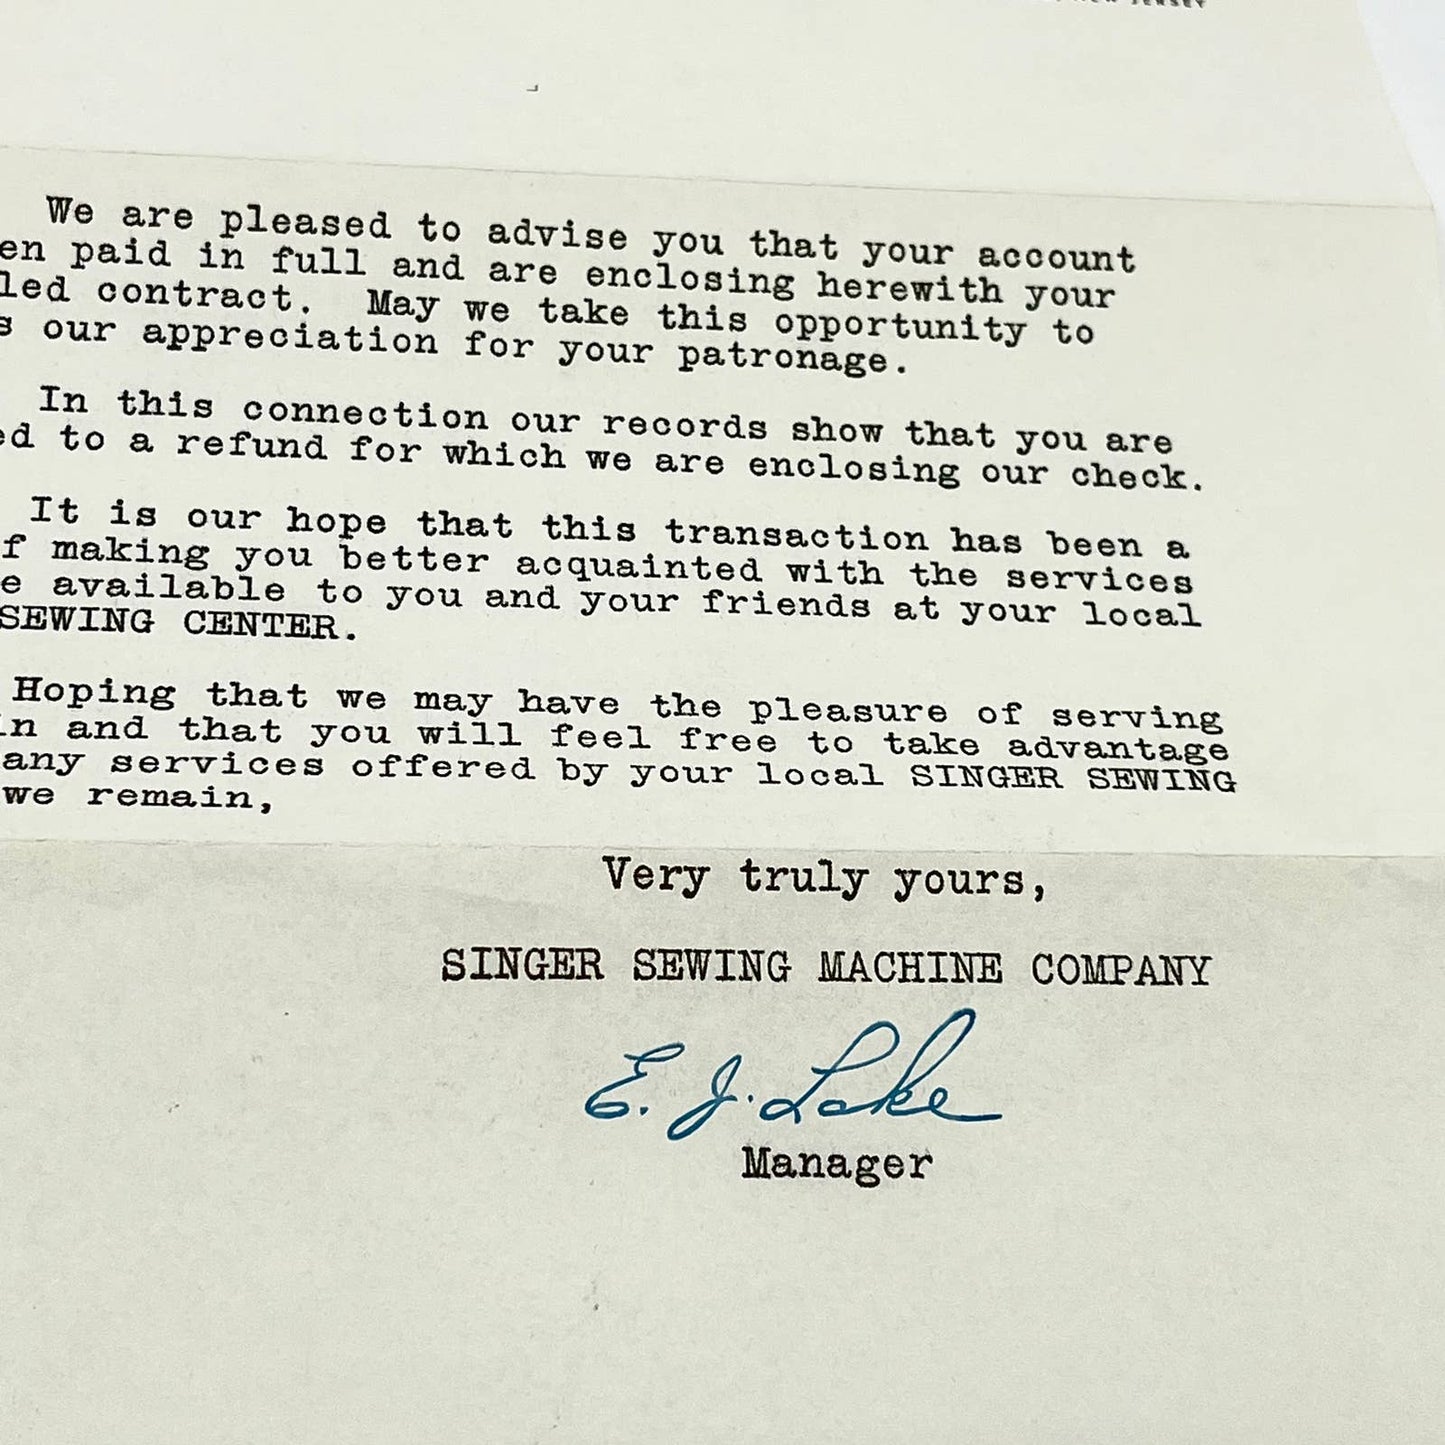 NEW JERSEY
We are pleased to advise you that your account
en paid in full and are enclosing herewith your
led contract. May we take this opportunity to
s our appreciation for your patronage.
In this connection our records show that you are
ed to a refund for which we are enclosing our check.
It is our hope that this transaction has been a
f making you better acquainted with the services
e available to you and your friends at your local
SEWING CENTER.
Hoping that we may have the pleasure of serving
in and that you will feel free to take advantage
any services offered by your local SINGER SEWING
we remain,
Very truly yours,
SINGER SEWING MACHINE COMPANY
E. J. Lake
Manager